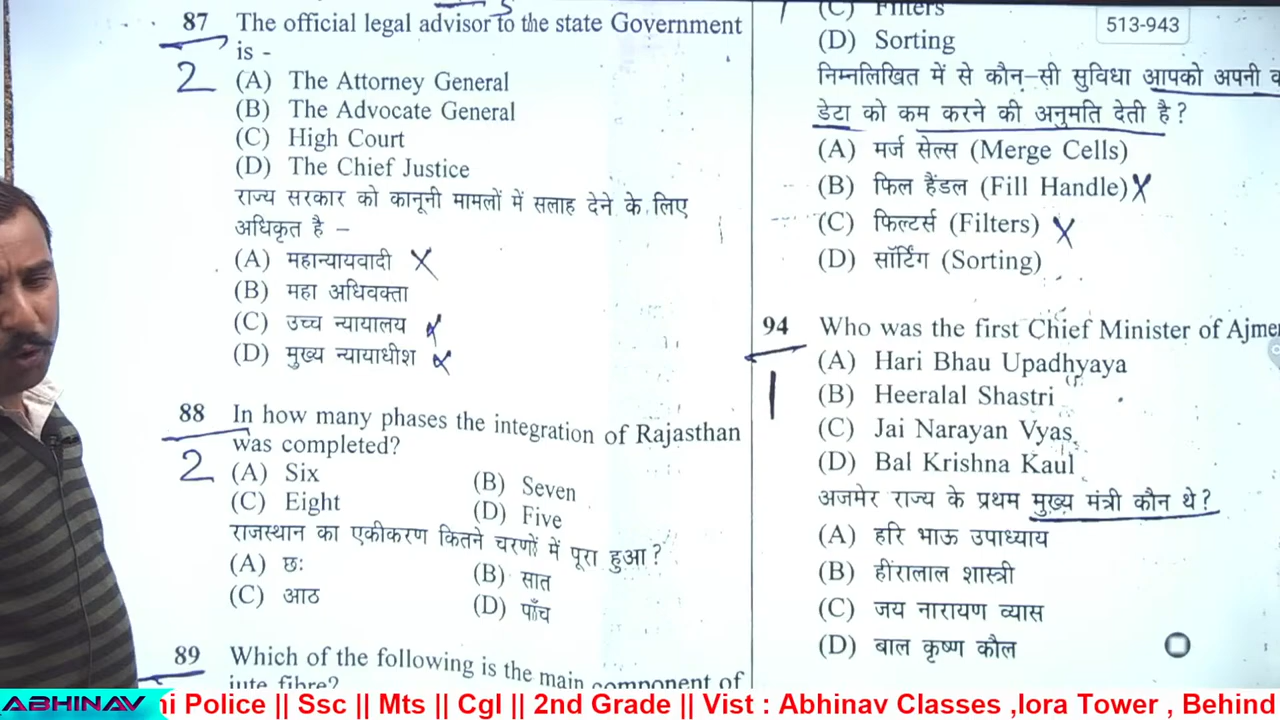 87 The official legal advisor to the state Government
is -
2
(A) The Attorney General
(B) The Advocate General
(C) High Court
(D) The Chief Justice
राज्य सरकार को कानूनी मामलों में सलाह देने के लिए
अधिकृत है –
(A) महान्यायवादी
(B) महा अधिवक्ता
(C) उच्च न्यायालय
(D) मुख्य न्यायाधीश
88 In how many phases the integration of Rajasthan
was completed?
2
(A) Six (B) Seven
(C) Eight (D) Five
राजस्थान का एकीकरण कितने चरणों में पूरा हुआ?
(A) छः (B) सात
(C) आठ (D) पाँच
89 Which of the following is the main component of
jute fibre?
(C) Filters
(D) Sorting
513-943
निम्नलिखित में से कौन-सी सुविधा आपको अपनी
डेटा को कम करने की अनुमति देती है?
(A) मर्ज सेल्स (Merge Cells)
(B) फिल हैंडल (Fill Handle)
(C) फिल्टर्स (Filters)
(D) सॉर्टिंग (Sorting)
94 Who was the first Chief Minister of
1
(A) Hari Bhau Upadhyaya
(B) Heeralal Shastri
(C) Jai Narayan Vyas
(D) Bal Krishna Kaul
अजमेर राज्य के प्रथम मुख्य मंत्री कौन थे?
(A) हरि भाऊ उपाध्याय
(B) हीरालाल शास्त्री
(C) जय नारायण व्यास
(D) बाल कृष्ण कौल
ABHINAV
Police || Ssc || Mts || Cgl || 2nd Grade || Vist : Abhinav Classes ,lora Tower , Behind